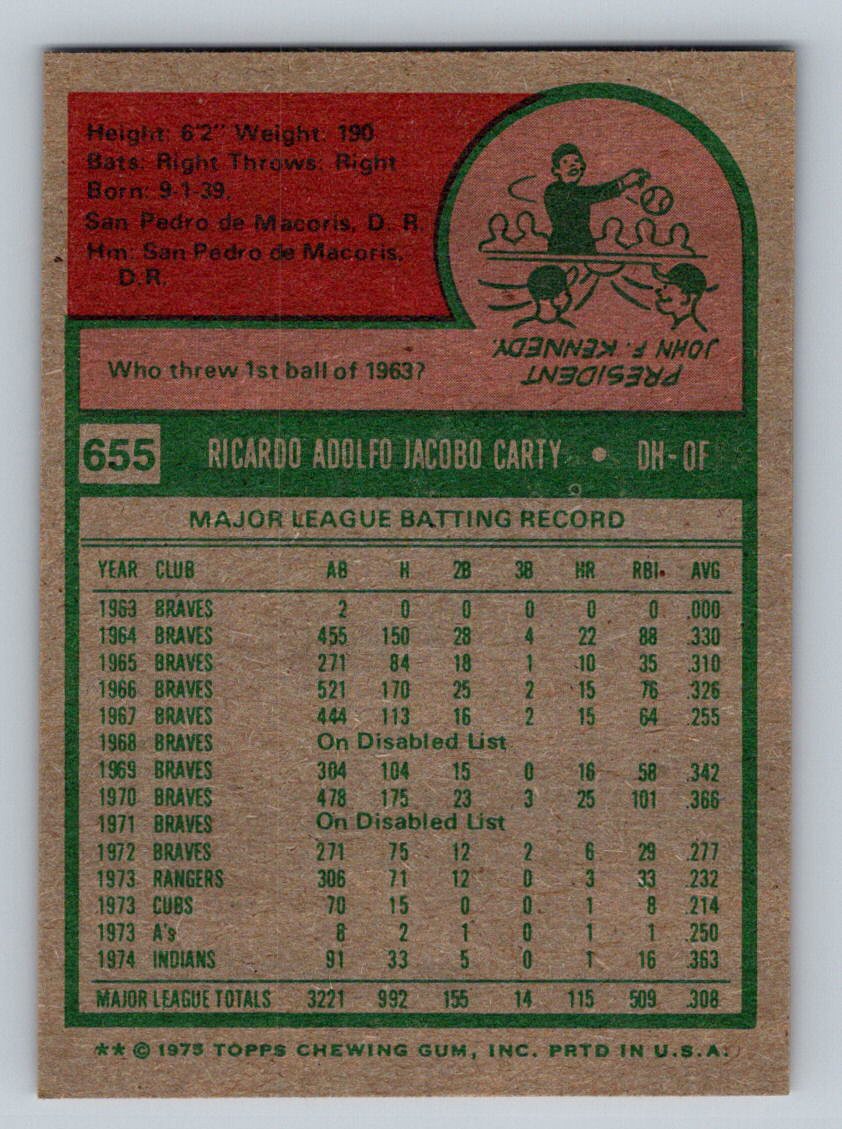 Height: 6'2" Weight: 190
Bats: Right Throws: Right
Born: 9-1-39,
San Pedro de Macoris, D. R.
Hm: San Pedro de Macoris,
D.R.
Who threw 1st ball of 1963?
PRESIDENT
JOHN F. KENNEDY.
655 RICARDO ADOLFO JACOBO CARTY • DH-OF
MAJOR LEAGUE BATTING RECORD
YEAR CLUB AB H 2B 3B HR RBI. AVG
1963 BRAVES 2 0 0 0 0 0 .000
1964 BRAVES 455 150 28 4 22 88 .330
1965 BRAVES 271 84 18 1 10 35 .310
1966 BRAVES 521 170 25 2 15 76 .326
1967 BRAVES 444 113 16 2 15 64 .255
1968 BRAVES On Disabled List
1969 BRAVES 304 104 15 0 16 58 .342
1970 BRAVES 478 175 23 3 25 101 .366
1971 BRAVES On Disabled List
1972 BRAVES 271 75 12 2 6 29 .277
1973 RANGERS 306 71 12 0 3 33 .232
1973 CUBS 70 15 0 0 1 8 .214
1973 A's 8 2 1 0 1 1 .250
1974 INDIANS 91 33 5 0 1 16 .363
MAJOR LEAGUE TOTALS 3221 992 155 14 115 509 .308
** © 1975 TOPPS CHEWING GUM, INC. PRTD IN U.S.A.